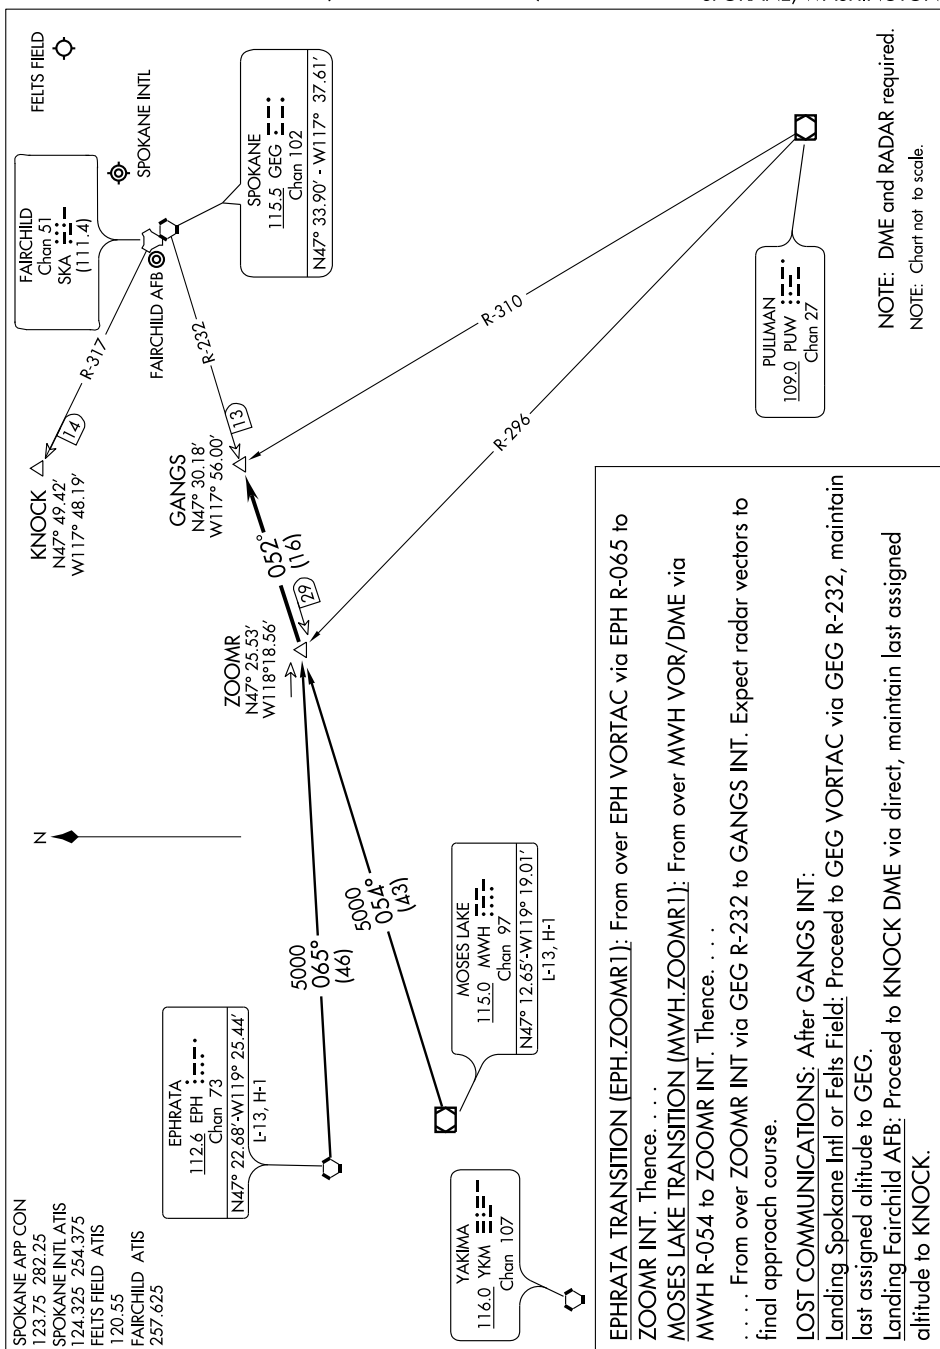 SPOKANE APP CON
123.75 282.25
SPOKANE INTL ATIS
124.325 254.375
FELTS FIELD ATIS
120.55
FAIRCHILD ATIS
257.625
EPHRATA
112.6 EPH
Chan 73
N47° 22.68'-W119° 25.44'
L-13, H-1
YAKIMA
116.0 YKM
Chan 107
MOSES LAKE
115.0 MWH
Chan 97
N47° 12.65'-W119° 19.01'
L-13, H-1
N
5000
065°
(46)
5000
054°
(43)
ZOOMR
N47° 25.53'
W118°18.56'
29
052°
(16)
GANGS
N47° 30.18'
W117° 56.00'
13
R-232
KNOCK
N47° 49.42'
W117° 48.19'
14
R-317
FAIRCHILD
Chan 51
SKA
(111.4)
FAIRCHILD AFB
SPOKANE INTL
FELTS FIELD
SPOKANE
115.5 GEG
Chan 102
N47° 33.90' - W117° 37.61'
R-310
R-296
PULLMAN
109.0 PUW
Chan 27
NOTE: DME and RADAR required.
NOTE: Chart not to scale.
EPHRATA TRANSITION (EPH.ZOOMR1): From over EPH VORTAC via EPH R-065 to
ZOOMR INT. Thence. . . .
MOSES LAKE TRANSITION (MWH.ZOOMR1): From over MWH VOR/DME via
MWH R-054 to ZOOMR INT. Thence. . . .
. . . . From over ZOOMR INT via GEG R-232 to GANGS INT. Expect radar vectors to
final approach course.
LOST COMMUNICATIONS: After GANGS INT:
Landing Spokane Intl or Felts Field: Proceed to GEG VORTAC via GEG R-232, maintain
last assigned altitude to GEG.
Landing Fairchild AFB: Proceed to KNOCK DME via direct, maintain last assigned
altitude to KNOCK.